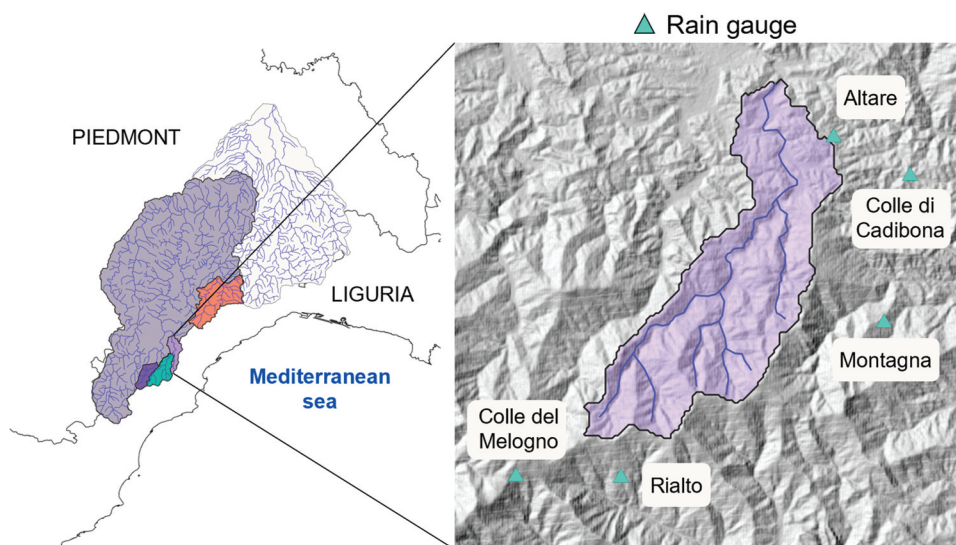 Rain gauge
PIEDMONT
LIGURIA
Mediterranean
sea
Altare
Colle di
Cadibona
Montagna
Colle del
Melogno
Rialto